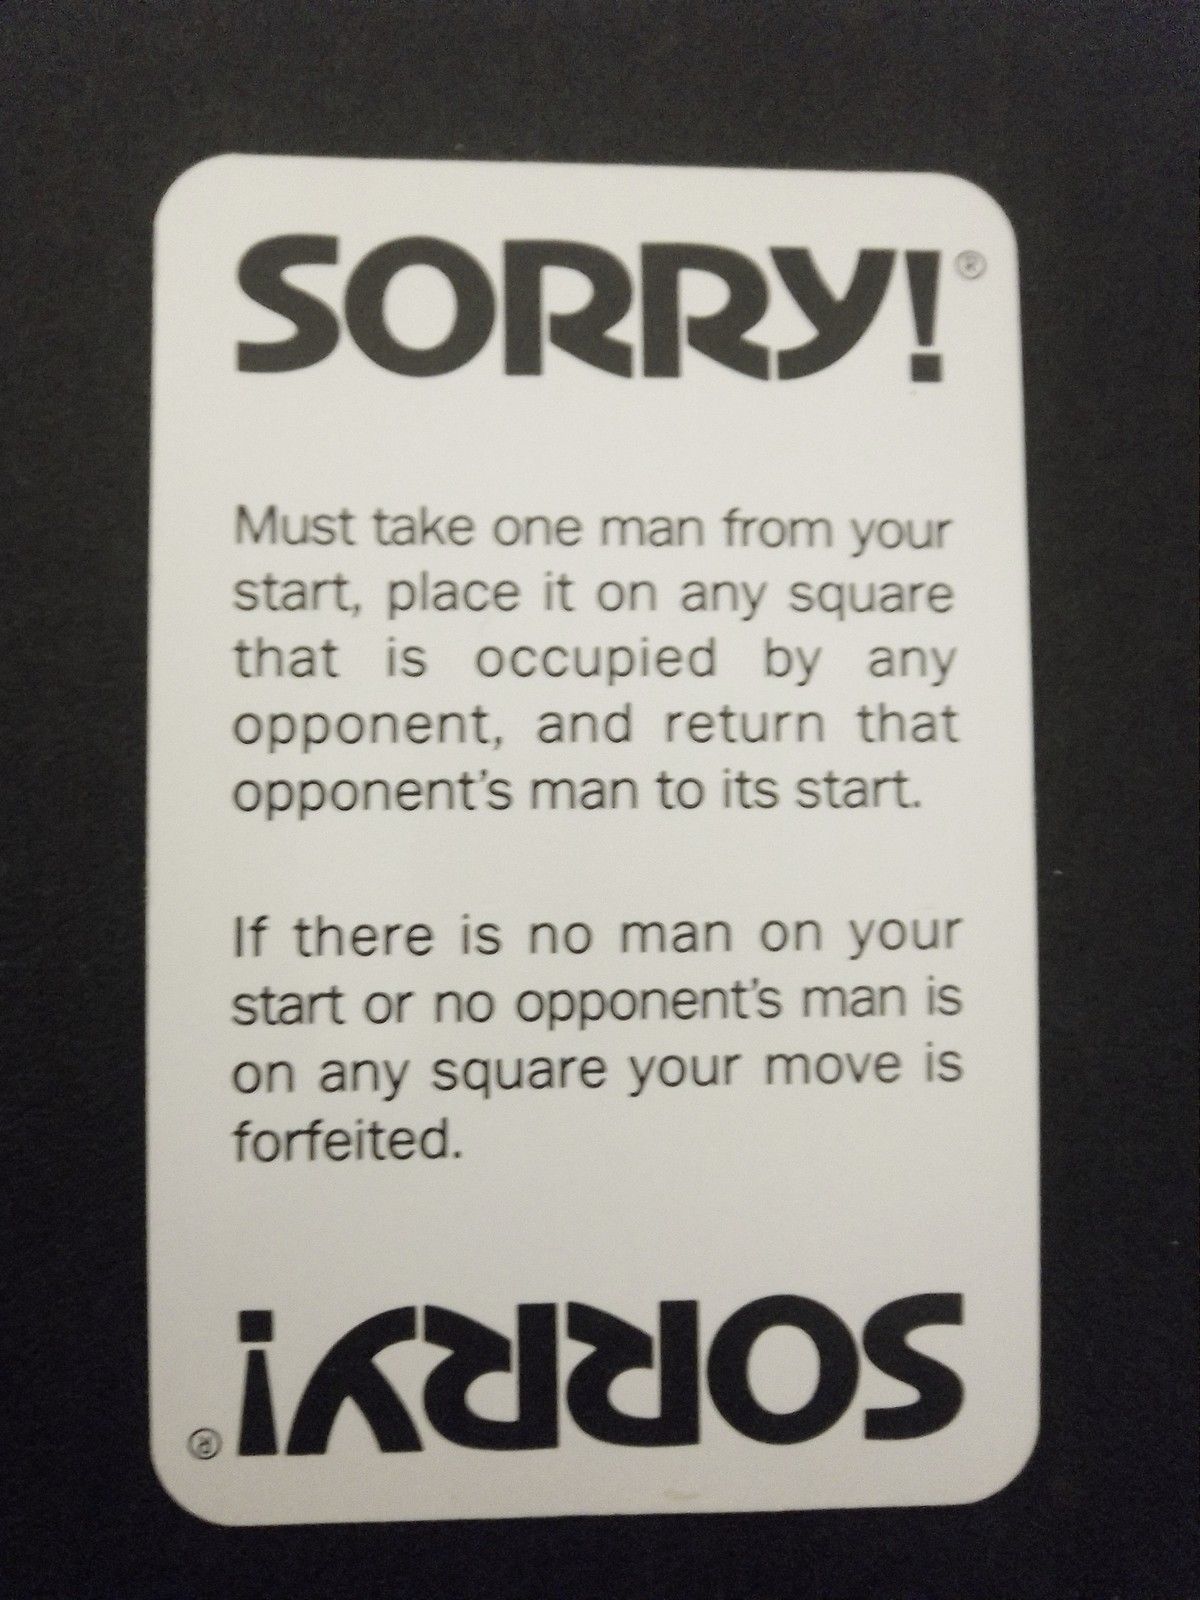 SORRY!®
Must take one man from your
start, place it on any square
that is occupied by any
opponent, and return that
opponent's man to its start.
If there is no man on your
start or no opponent's man is
on any square your move is
forfeited.
SORRY!®